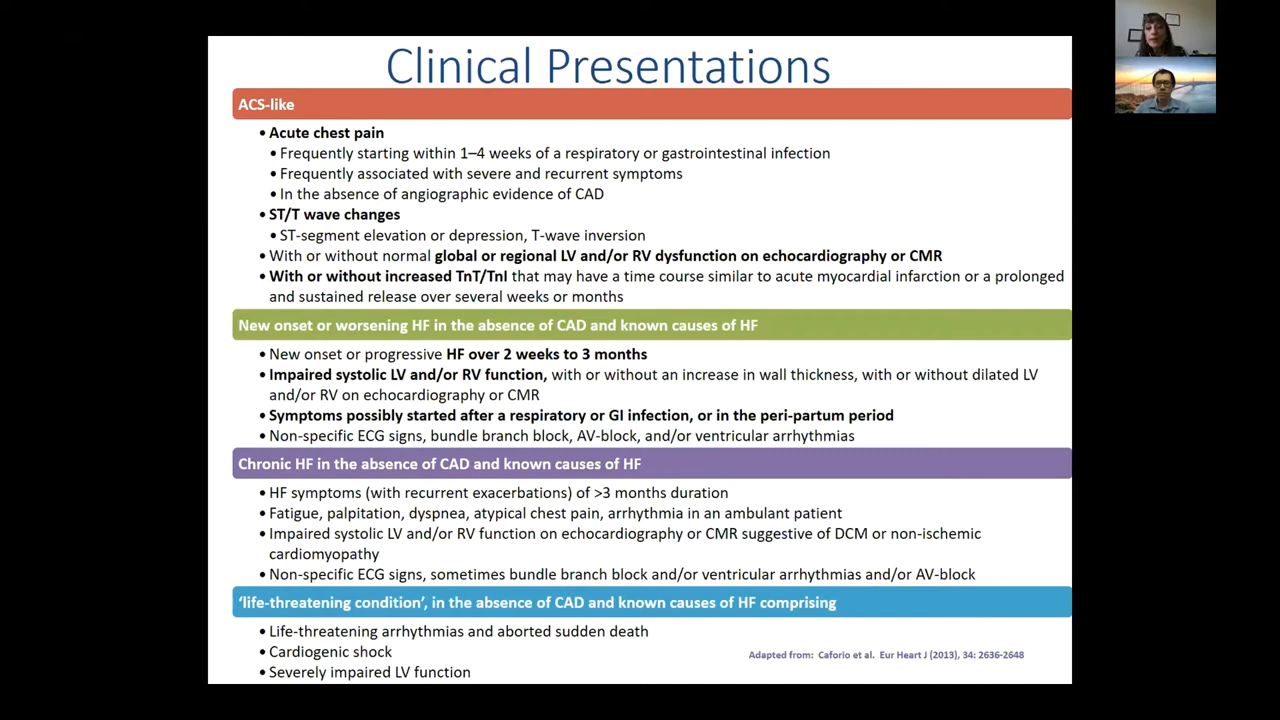 Clinical Presentations
ACS-like
• Acute chest pain
• Frequently starting within 1–4 weeks of a respiratory or gastrointestinal infection
• Frequently associated with severe and recurrent symptoms
• In the absence of angiographic evidence of CAD
• ST/T wave changes
• ST-segment elevation or depression, T-wave inversion
• With or without normal global or regional LV and/or RV dysfunction on echocardiography or CMR
• With or without increased TnT/TnI that may have a time course similar to acute myocardial infarction or a prolonged
and sustained release over several weeks or months
New onset or worsening HF in the absence of CAD and known causes of HF
• New onset or progressive HF over 2 weeks to 3 months
• Impaired systolic LV and/or RV function, with or without an increase in wall thickness, with or without dilated LV
and/or RV on echocardiography or CMR
• Symptoms possibly started after a respiratory or GI infection, or in the peri-partum period
• Non-specific ECG signs, bundle branch block, AV-block, and/or ventricular arrhythmias
Chronic HF in the absence of CAD and known causes of HF
• HF symptoms (with recurrent exacerbations) of >3 months duration
• Fatigue, palpitation, dyspnea, atypical chest pain, arrhythmia in an ambulant patient
• Impaired systolic LV and/or RV function on echocardiography or CMR suggestive of DCM or non-ischemic
cardiomyopathy
• Non-specific ECG signs, sometimes bundle branch block and/or ventricular arrhythmias and/or AV-block
‘life-threatening condition’, in the absence of CAD and known causes of HF comprising
• Life-threatening arrhythmias and aborted sudden death
• Cardiogenic shock
• Severely impaired LV function
Adapted from: Caforio et al. Eur Heart J (2013), 34: 2636-2648